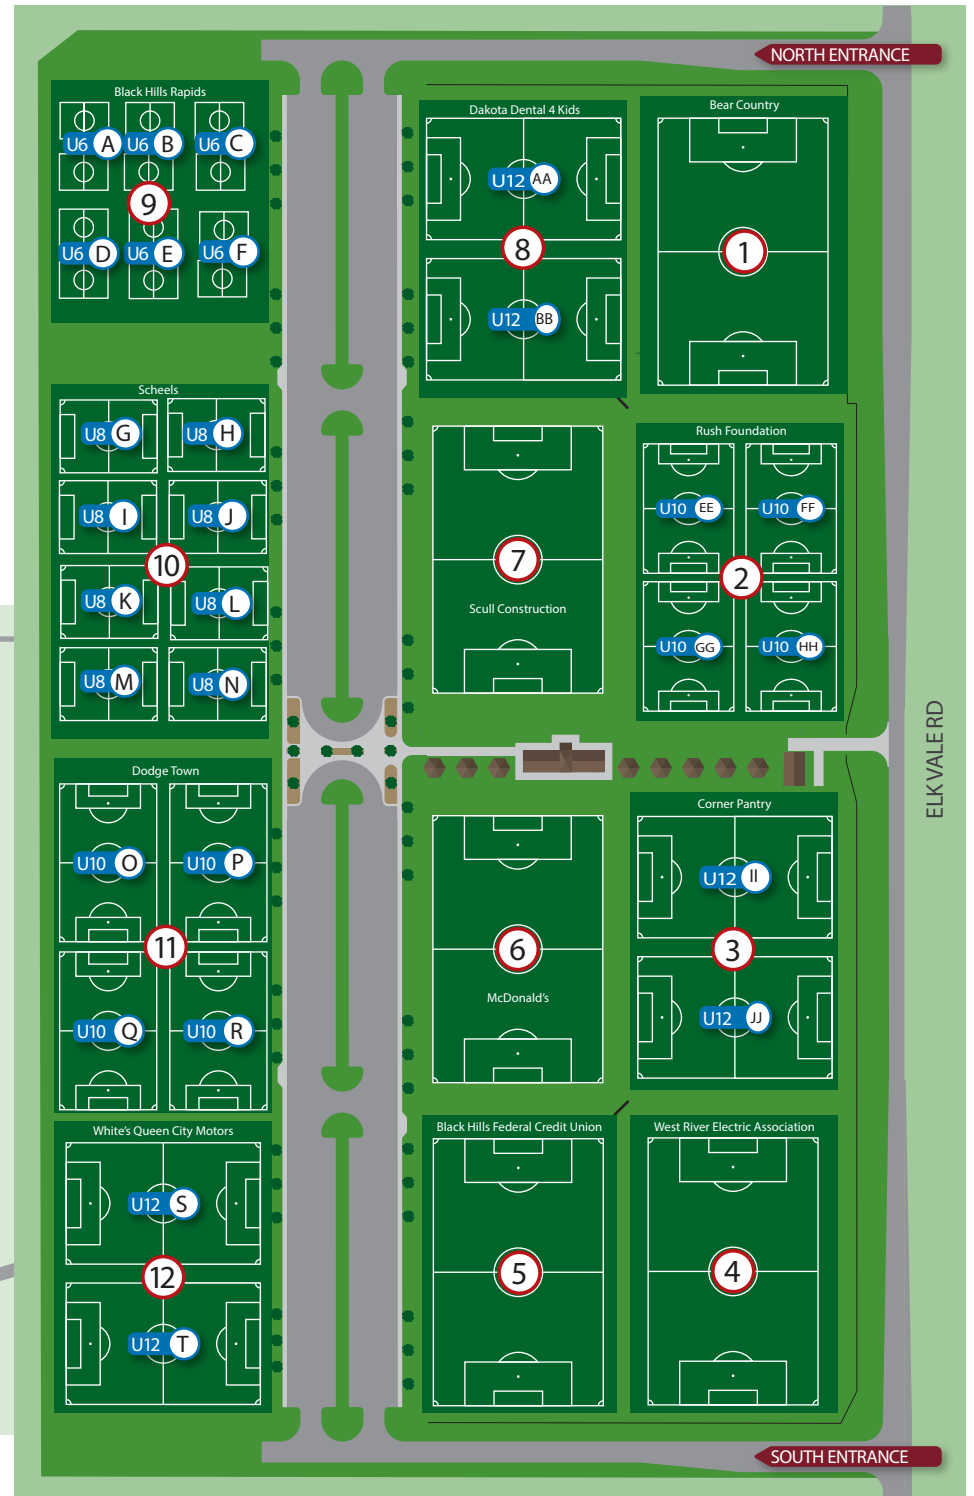 NORTH ENTRANCE
Black Hills Rapids
U6 A
U6 B
U6 C
9
U6 D
U6 E
U6 F
Dakota Dental 4 Kids
U12 AA
8
U12 BB
Bear Country
1
Scheels
U8 G
U8 H
U8 I
U8 J
10
U8 K
U8 L
U8 M
U8 N
7
Scull Construction
Rush Foundation
U10 EE
U10 FF
2
U10 GG
U10 HH
ELK VALE RD
Dodge Town
U10 O
U10 P
11
U10 Q
U10 R
6
McDonald's
Corner Pantry
U12 II
3
U12 JJ
White's Queen City Motors
U12 S
12
U12 T
Black Hills Federal Credit Union
5
West River Electric Association
4
SOUTH ENTRANCE